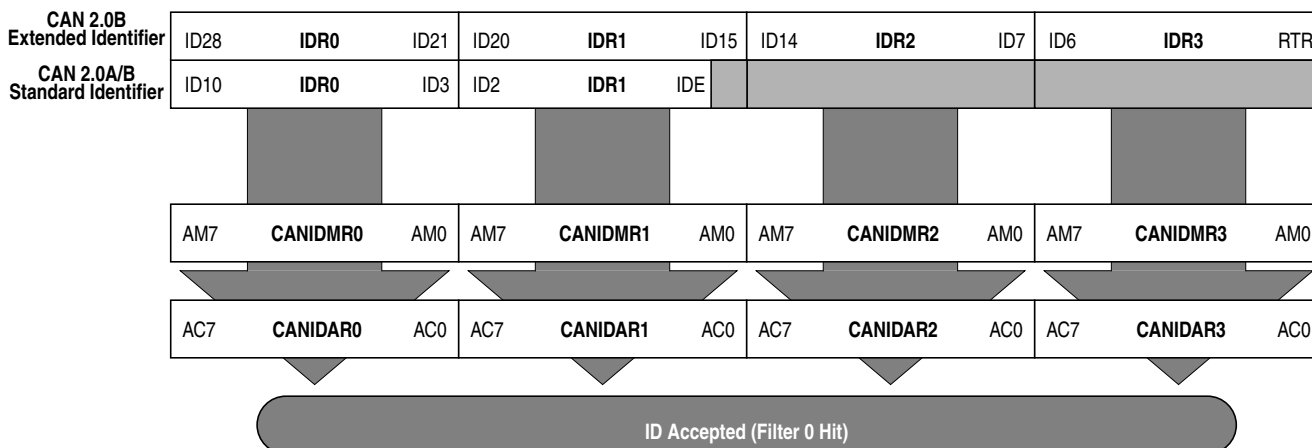 CAN 2.0B
Extended Identifier ID28 IDR0 ID21 ID20 IDR1 ID15 ID14 IDR2 ID7 ID6 IDR3 RTR
CAN 2.0A/B
Standard Identifier ID10 IDR0 ID3 ID2 IDR1 IDE
AM7 CANIDMR0 AM0 AM7 CANIDMR1 AM0 AM7 CANIDMR2 AM0 AM7 CANIDMR3 AM0
AC7 CANIDAR0 AC0 AC7 CANIDAR1 AC0 AC7 CANIDAR2 AC0 AC7 CANIDAR3 AC0
ID Accepted (Filter 0 Hit)